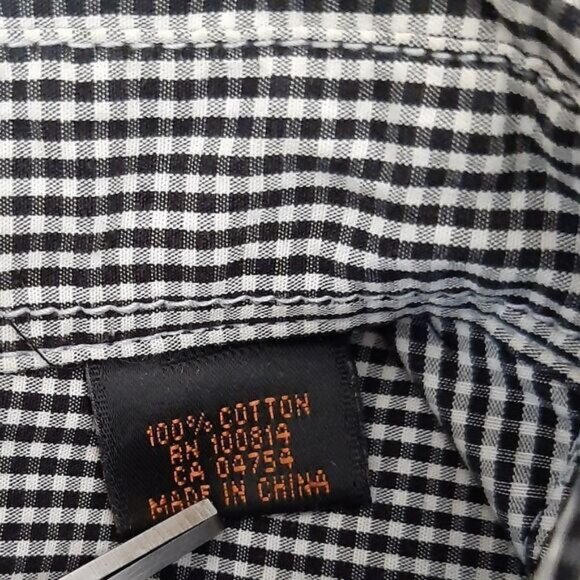 100% COTTON
RN 100814
CA 04754
MADE IN CHINA